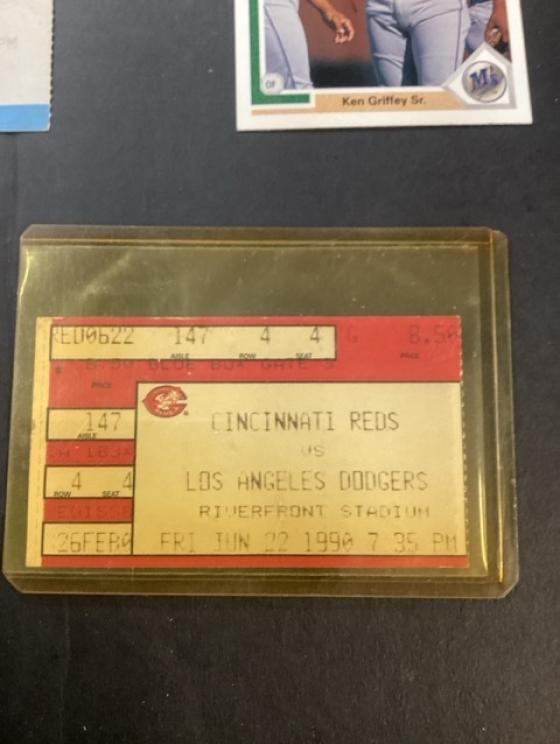 PM
OF
Ken Griffey Sr.
M
RED0622 147 4 4 G 8.50
AISLE ROW SEAT PRICE
8.50 BLUE BOX GATE 5
PRICE
147
AISLE
4 4
ROW SEAT
26FEB0
CINCINNATI REDS
VS
LOS ANGELES DODGERS
RIVERFRONT STADIUM
FRI JUN 22 1990 7 35 PM